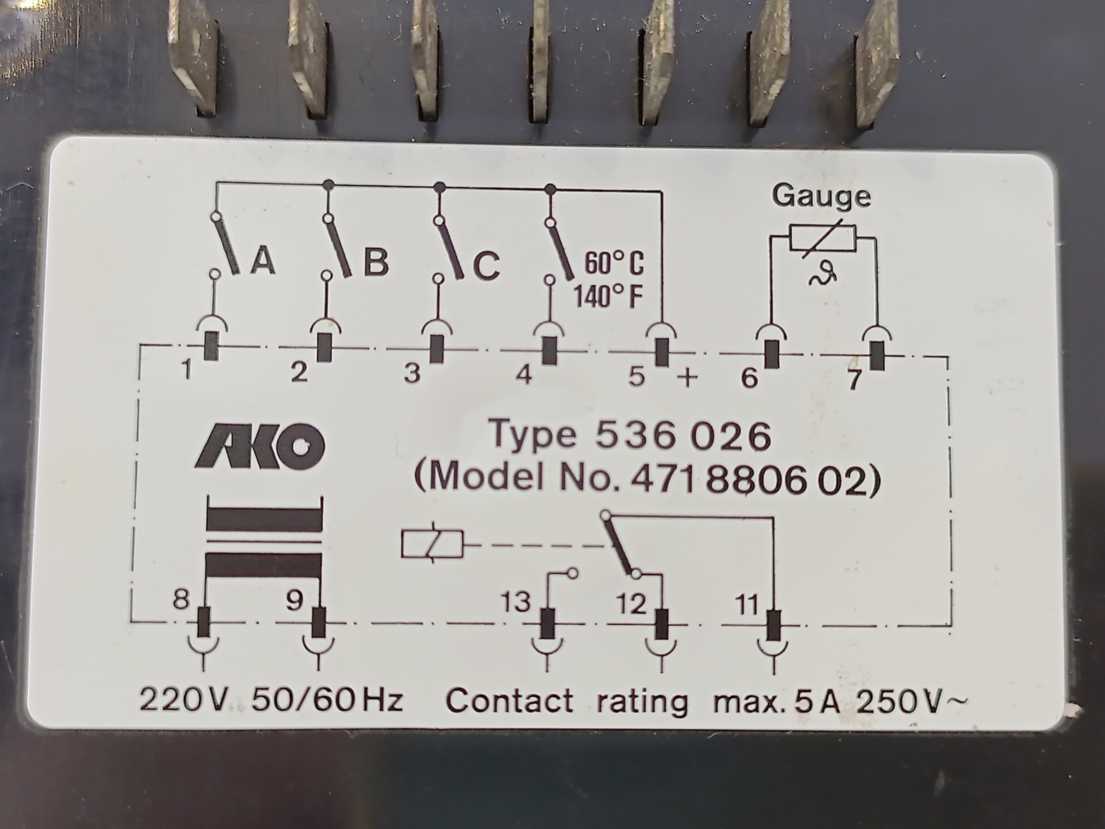 Gauge
A B C 60°C
140°F
ϑ
1 2 3 4 5 + 6 7
AKO Type 536 026
(Model No. 471 8806 02)
8 9 13 12 11
220V 50/60Hz Contact rating max. 5A 250V~